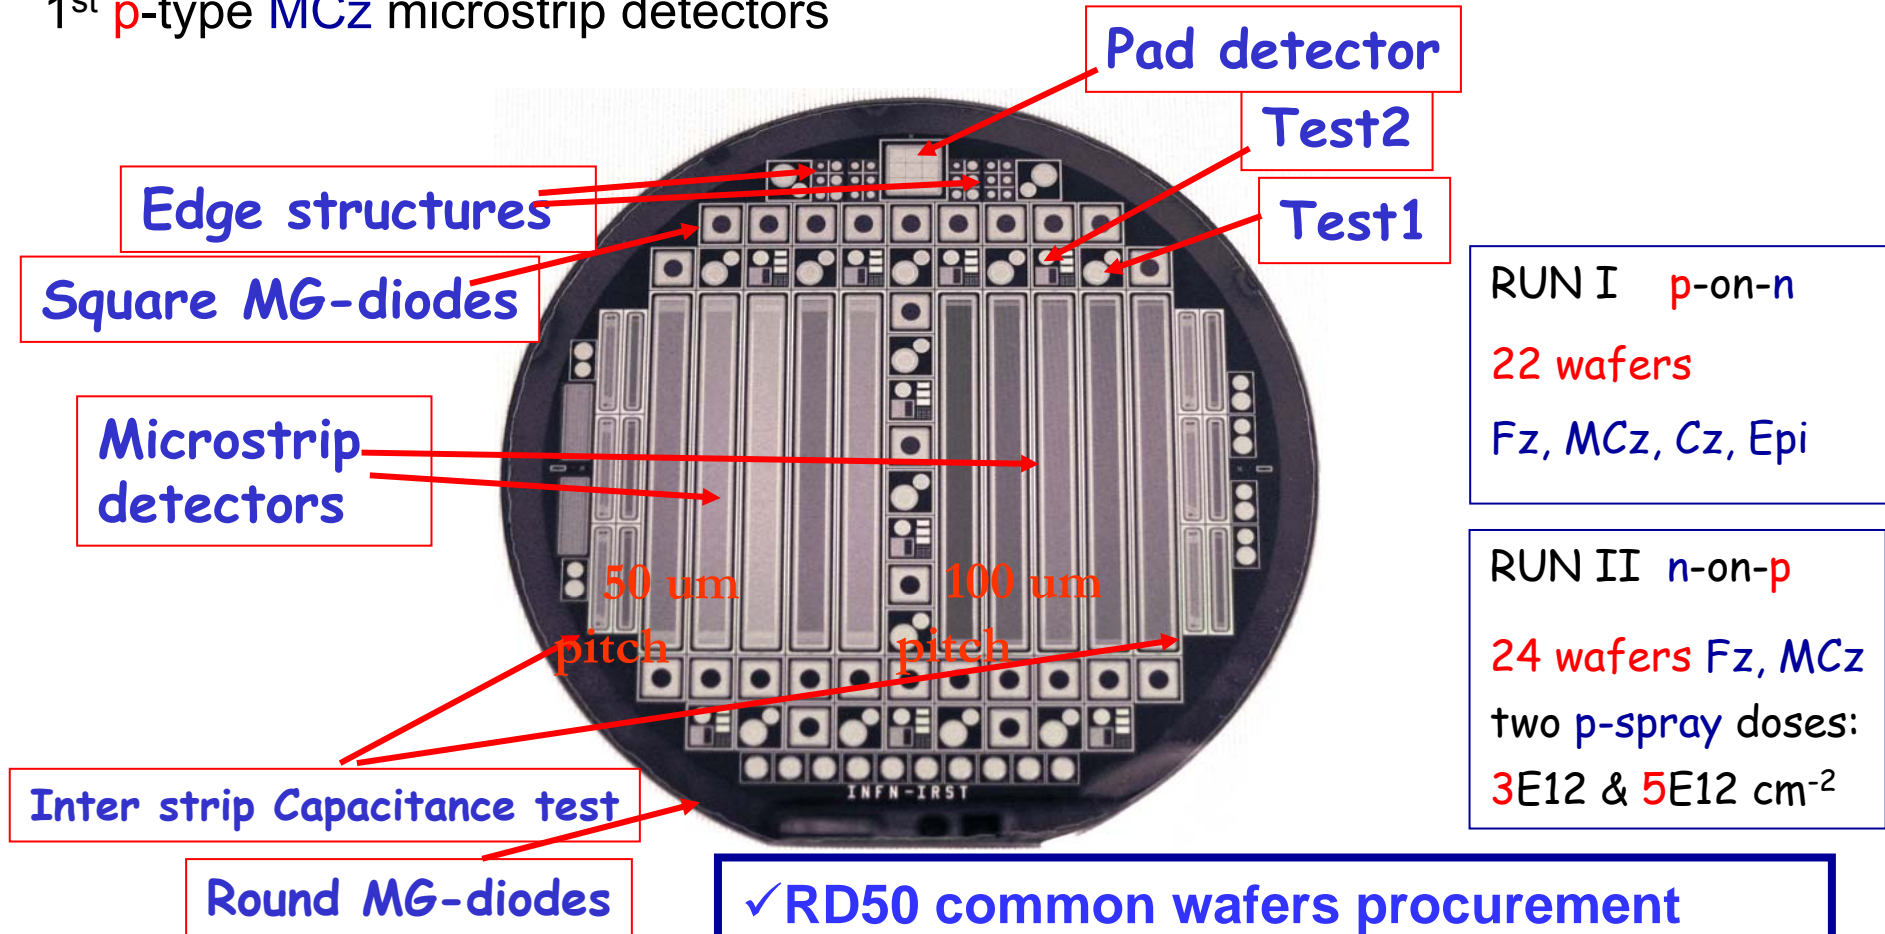 1st p-type MCz microstrip detectors
Pad detector
Test2
Test1
Edge structures
Square MG-diodes
Microstrip
detectors
50 um
pitch
100 um
pitch
Inter strip Capacitance test
Round MG-diodes
INFN-IRST
RUN I p-on-n
22 wafers
Fz, MCz, Cz, Epi
RUN II n-on-p
24 wafers Fz, MCz
two p-spray doses:
3E12 & 5E12 cm-2
✓RD50 common wafers procurement